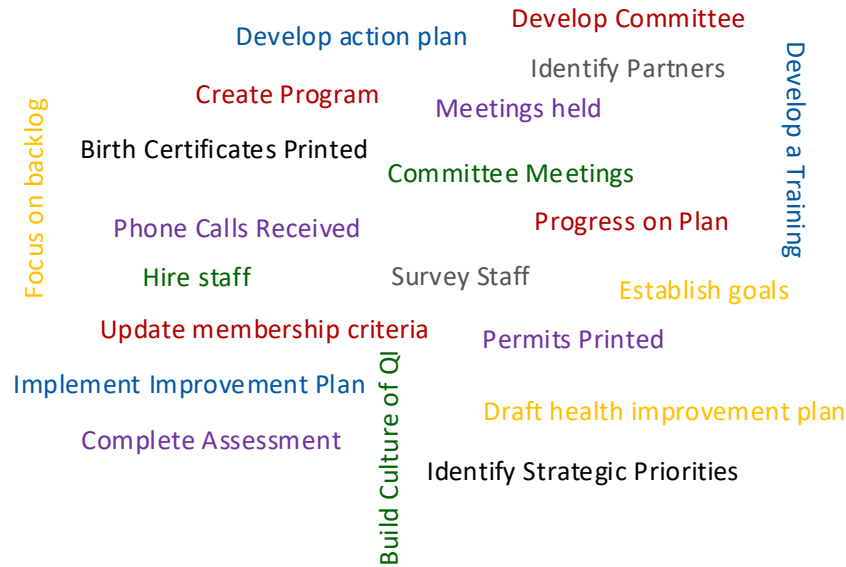 Develop Committee
Develop action plan
Identify Partners
Create Program
Meetings held
Develop a Training
Focus on backlog
Birth Certificates Printed
Committee Meetings
Phone Calls Received
Progress on Plan
Hire staff
Survey Staff
Establish goals
Update membership criteria
Permits Printed
Implement Improvement Plan
Build Culture of QI
Draft health improvement plan
Complete Assessment
Identify Strategic Priorities